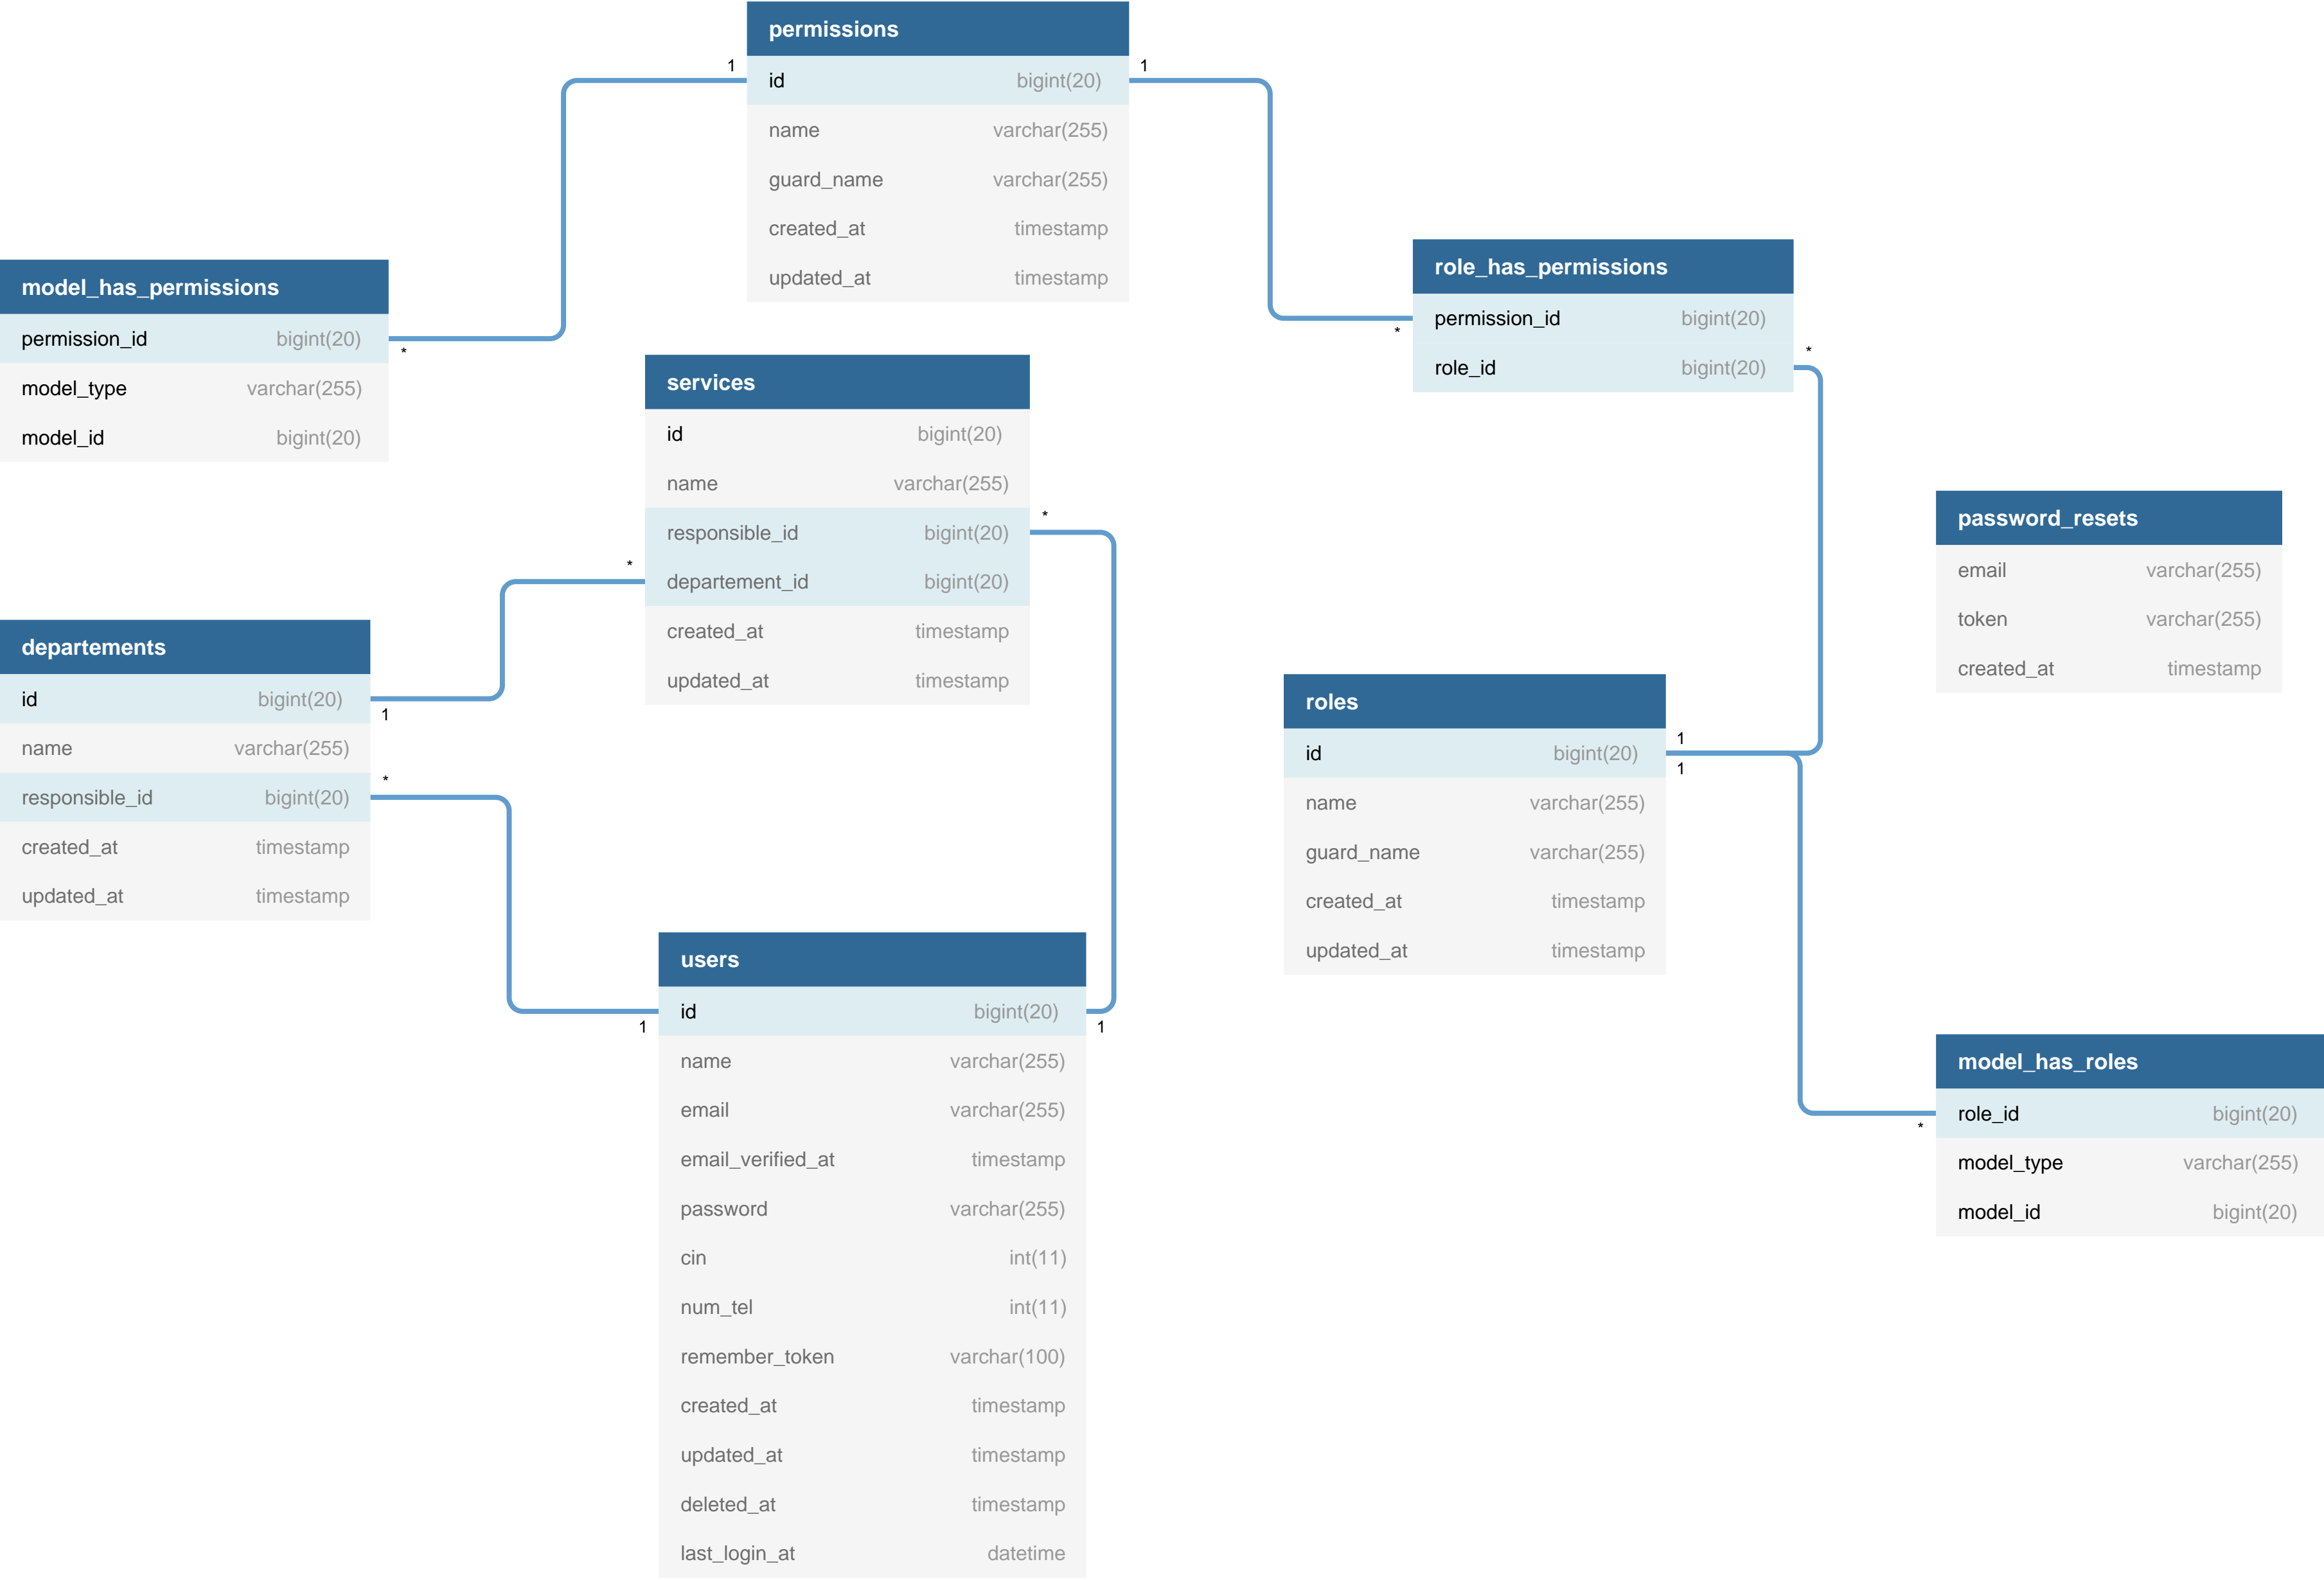 permissions
1 1
id bigint(20)
name varchar(255)
guard_name varchar(255)
created_at timestamp
updated_at timestamp
model_has_permissions
permission_id bigint(20)
*
model_type varchar(255)
model_id bigint(20)
role_has_permissions
permission_id bigint(20)
*
role_id bigint(20)
*
services
id bigint(20)
name varchar(255)
responsible_id bigint(20)
*
departement_id bigint(20)
*
created_at timestamp
updated_at timestamp
password_resets
email varchar(255)
token varchar(255)
created_at timestamp
departements
id bigint(20)
1
name varchar(255)
responsible_id bigint(20)
*
created_at timestamp
updated_at timestamp
roles
id bigint(20)
1
1
name varchar(255)
guard_name varchar(255)
created_at timestamp
updated_at timestamp
users
id bigint(20)
1 1
name varchar(255)
email varchar(255)
email_verified_at timestamp
password varchar(255)
cin int(11)
num_tel int(11)
remember_token varchar(100)
created_at timestamp
updated_at timestamp
deleted_at timestamp
last_login_at datetime
model_has_roles
role_id bigint(20)
*
model_type varchar(255)
model_id bigint(20)